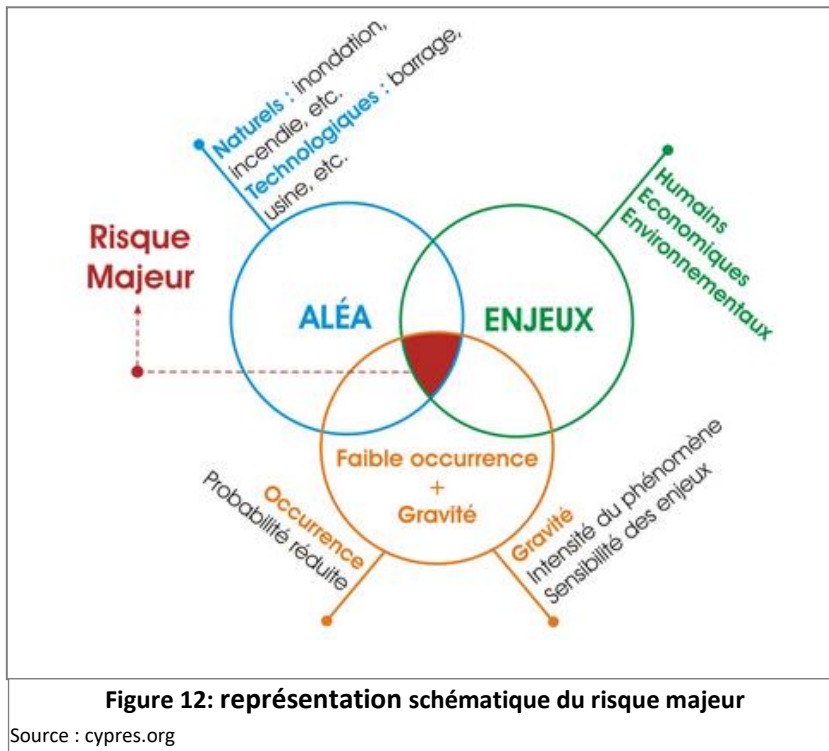 Naturels : inondation,
incendie, etc.
Technologiques : barrage,
usine, etc.
Humains
Economiques
Environnementaux
Risque
Majeur
ALÉA
ENJEUX
Faible occurrence
+
Gravité
Occurrence
Probabilité réduite
Gravité
Intensité du phénomène
Sensibilité des enjeux
Figure 12: représentation schématique du risque majeur
Source : cypres.org